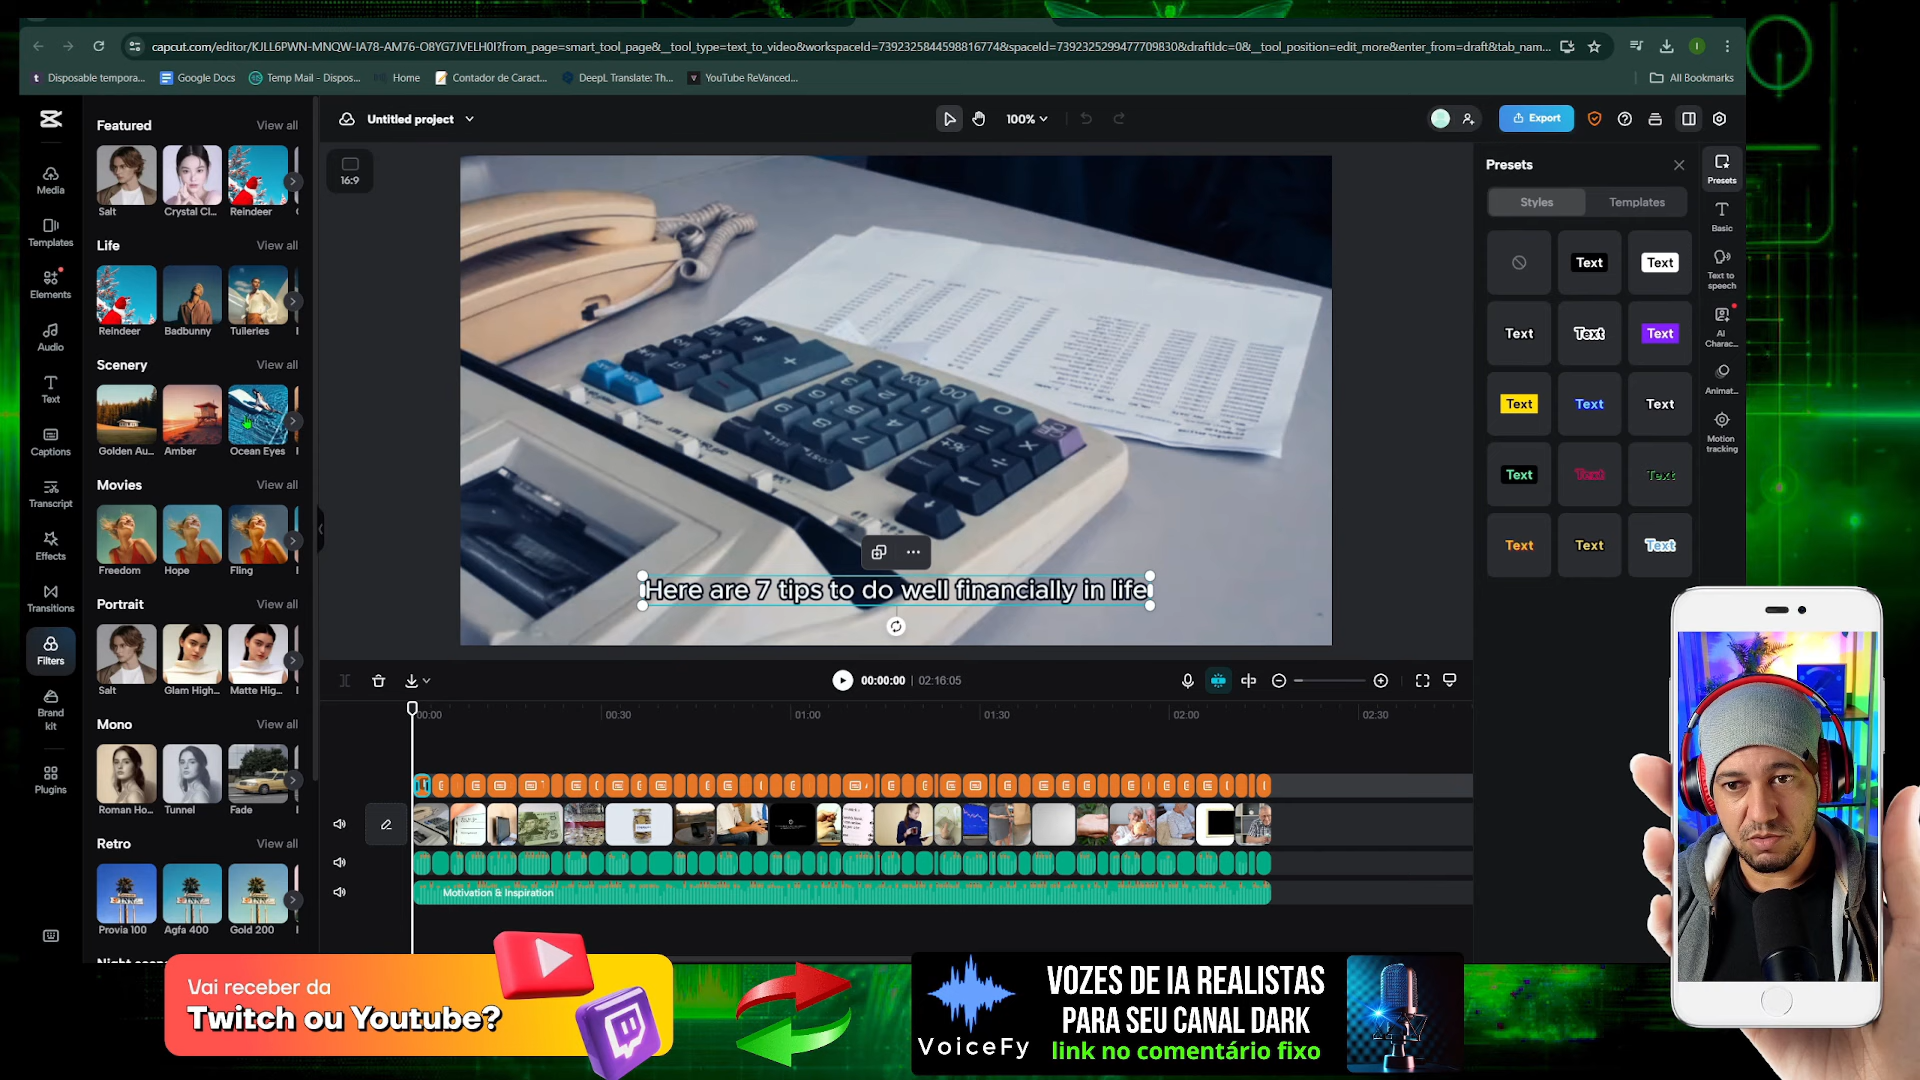 capcut.com/editor/KJLL6PWN-MNQW-IA78-AM76-O8YG7JVELH0I?from_page=smart_tool_page&__tool_type=text_to_video&workspaceId=7392325844598816774&spaceId=7392325299477709830&draftIdc=0&__tool_position=edit_more&enter_from=draft&tab_nam...
Disposable tempora...
Google Docs
Temp Mail - Dispos...
Home
Contador de Caract...
DeepL Translate: Th...
YouTube ReVanced...
All Bookmarks
Untitled project
100%
Export
16:9
Media
Templates
Elements
Audio
Text
Captions
Transcript
Effects
Transitions
Filters
Brand
kit
Plugins
Featured View all
Salt Crystal Cl... Reindeer
Life View all
Reindeer Badbunny Tuileries
Scenery View all
Golden Au... Amber Ocean Eyes
Movies View all
Freedom Hope Fling
Portrait View all
Salt Glam High... Matte Hig...
Mono View all
Roman Ho... Tunnel Fade
Retro View all
Provia 100 Agfa 400 Gold 200
Here are 7 tips to do well financially in life
Presets
Styles Templates
Text Text
Text Text Text
Text Text Text
Text Text Text
Text Text Text
Presets
Basic
Text to
speech
AI
Charac...
Animat...
Motion
tracking
00:00:00 | 02:16:05
00:00 00:30 01:00 01:30 02:00 02:30
Motivation & Inspiration
Vai receber da
Twitch ou Youtube?
VoiceFy
VOZES DE IA REALISTAS
PARA SEU CANAL DARK
link no comentário fixo